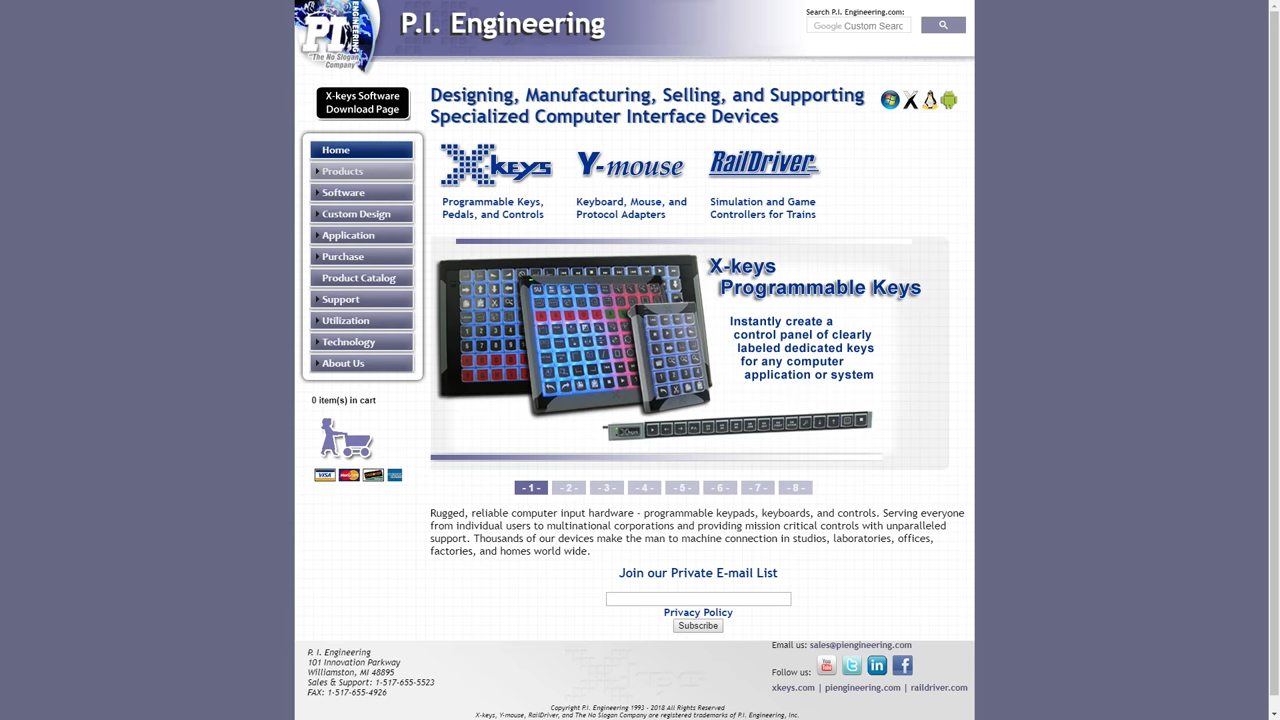 PI
ENGINEERING
"The No Slogan
Company"
P.I. Engineering
Search P.I. Engineering.com:
Google Custom Searc
X-keys Software
Download Page
Designing, Manufacturing, Selling, and Supporting
Specialized Computer Interface Devices
Home
Products
Software
Custom Design
Application
Purchase
Product Catalog
Support
Utilization
Technology
About Us
0 item(s) in cart
VISA
X-keys
Y-mouse
RailDriver
Programmable Keys,
Pedals, and Controls
Keyboard, Mouse, and
Protocol Adapters
Simulation and Game
Controllers for Trains
X-keys
Programmable Keys
Instantly create a
control panel of clearly
labeled dedicated keys
for any computer
application or system
- 1 - - 2 - - 3 - - 4 - - 5 - - 6 - - 7 - - 8 -
Rugged, reliable computer input hardware - programmable keypads, keyboards, and controls. Serving everyone
from individual users to multinational corporations and providing mission critical controls with unparalleled
support. Thousands of our devices make the man to machine connection in studios, laboratories, offices,
factories, and homes world wide.
Join our Private E-mail List
Privacy Policy
Subscribe
P. I. Engineering
101 Innovation Parkway
Williamston, MI 48895
Sales & Support: 1-517-655-5523
FAX: 1-517-655-4926
Email us: sales@piengineering.com
Follow us:
xkeys.com | piengineering.com | raildriver.com
Copyright P.I. Engineering 1993 - 2018 All Rights Reserved
X-keys, Y-mouse, RailDriver, and The No Slogan Company are registered trademarks of P.I. Engineering, Inc.